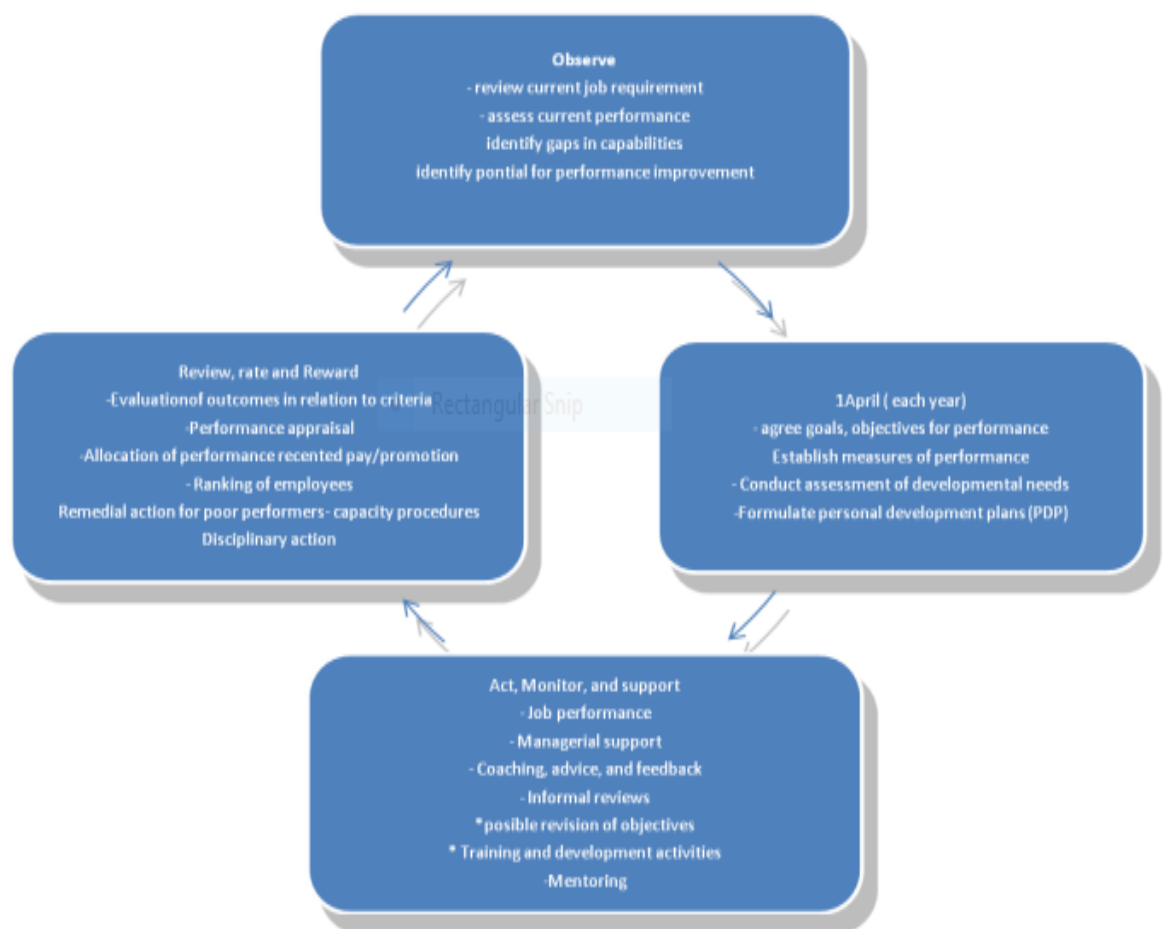 Observe
- review current job requirement
- assess current performance
identify gaps in capabilities
identify pontial for performance improvement
1April ( each year)
- agree goals, objectives for performance
Establish measures of performance
- Conduct assessment of developmental needs
-Formulate personal development plans (PDP)
Act, Monitor, and support
- Job performance
- Managerial support
- Coaching, advice, and feedback
- Informal reviews
*posible revision of objectives
* Training and development activities
-Mentoring
Review, rate and Reward
-Evaluationof outcomes in relation to criteria
-Performance appraisal
-Allocation of performance recented pay/promotion
- Ranking of employees
Remedial action for poor performers- capacity procedures
Disciplinary action
Rectangular Snip